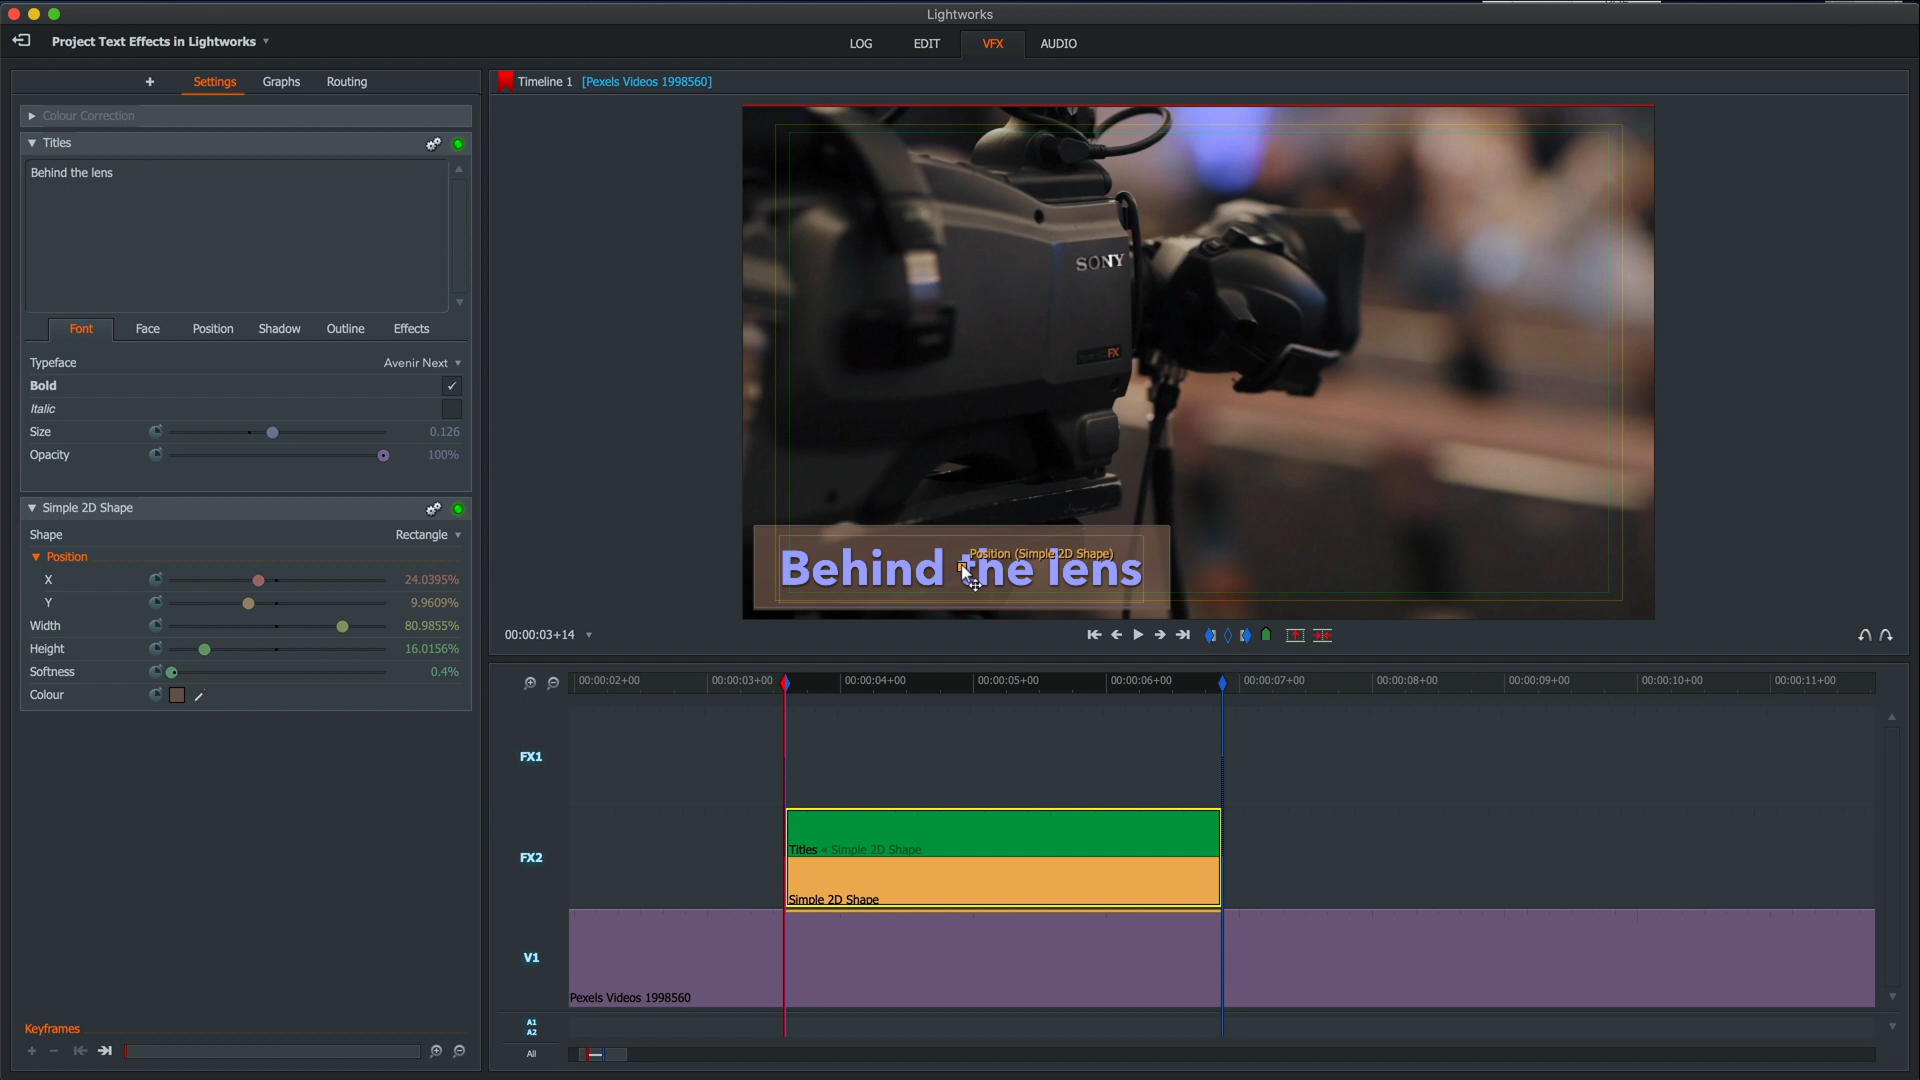 Lightworks
Project Text Effects in Lightworks
LOG
EDIT
VFX
AUDIO
Settings
Graphs
Routing
Timeline 1 [Pexels Videos 1998560]
Colour Correction
Titles
Behind the lens
Font
Face
Position
Shadow
Outline
Effects
Typeface
Avenir Next
Bold
Italic
Size
0.126
Opacity
100%
Simple 2D Shape
Shape
Rectangle
Position
X
24.0395%
Y
9.9609%
Width
80.9855%
Height
16.0156%
Softness
0.4%
Colour
SONY
FX
Position (Simple 2D Shape)
Behind the lens
00:00:03+14
00:00:02+00
00:00:03+00
00:00:04+00
00:00:05+00
00:00:06+00
00:00:07+00
00:00:08+00
00:00:09+00
00:00:10+00
00:00:11+00
FX1
FX2
Titles « Simple 2D Shape
Simple 2D Shape
V1
Pexels Videos 1998560
A1
A2
All
Keyframes